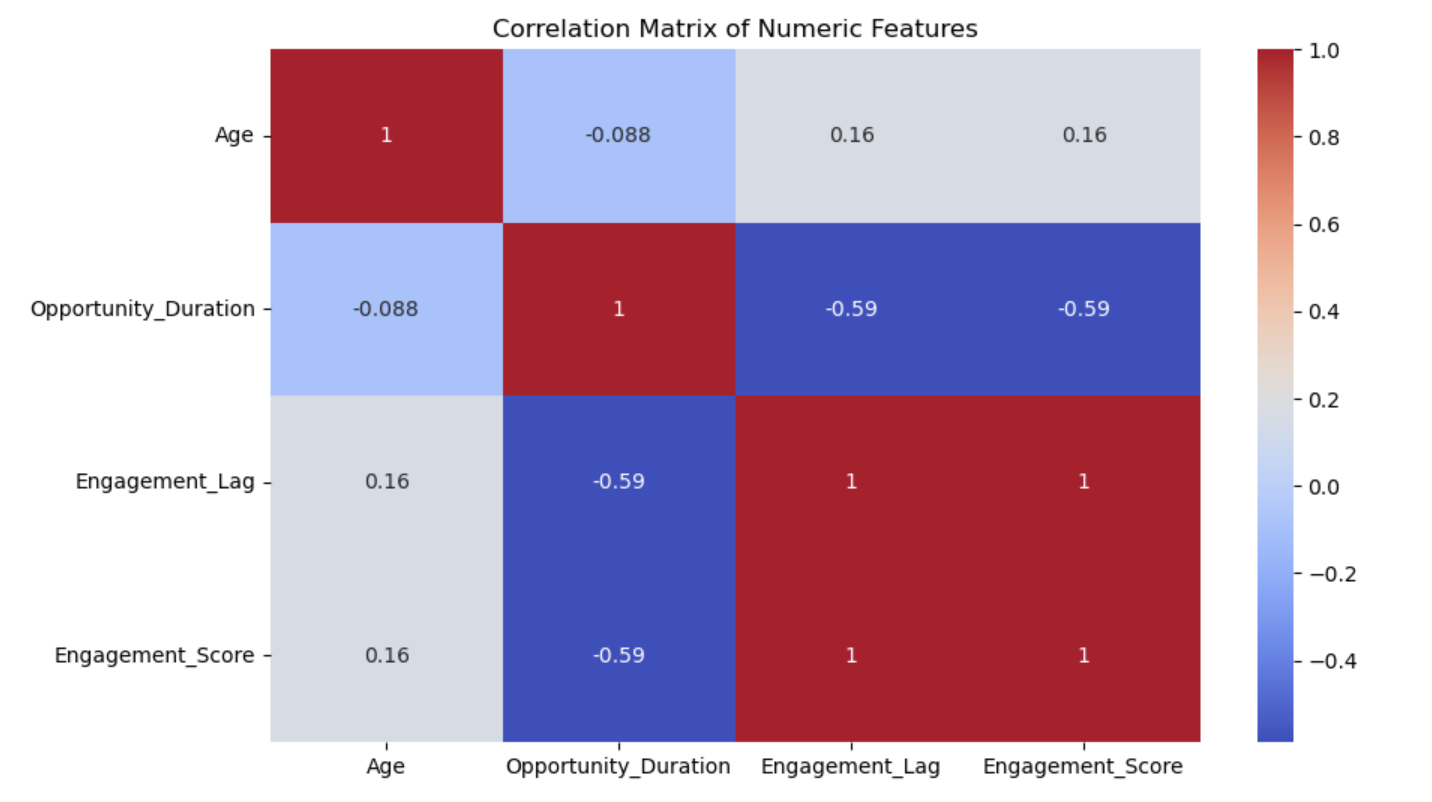 Correlation Matrix of Numeric Features
Age
1
-0.088
0.16
0.16
Opportunity_Duration
-0.088
1
-0.59
-0.59
Engagement_Lag
0.16
-0.59
1
1
Engagement_Score
0.16
-0.59
1
1
Age
Opportunity_Duration
Engagement_Lag
Engagement_Score
1.0
0.8
0.6
0.4
0.2
0.0
−0.2
−0.4